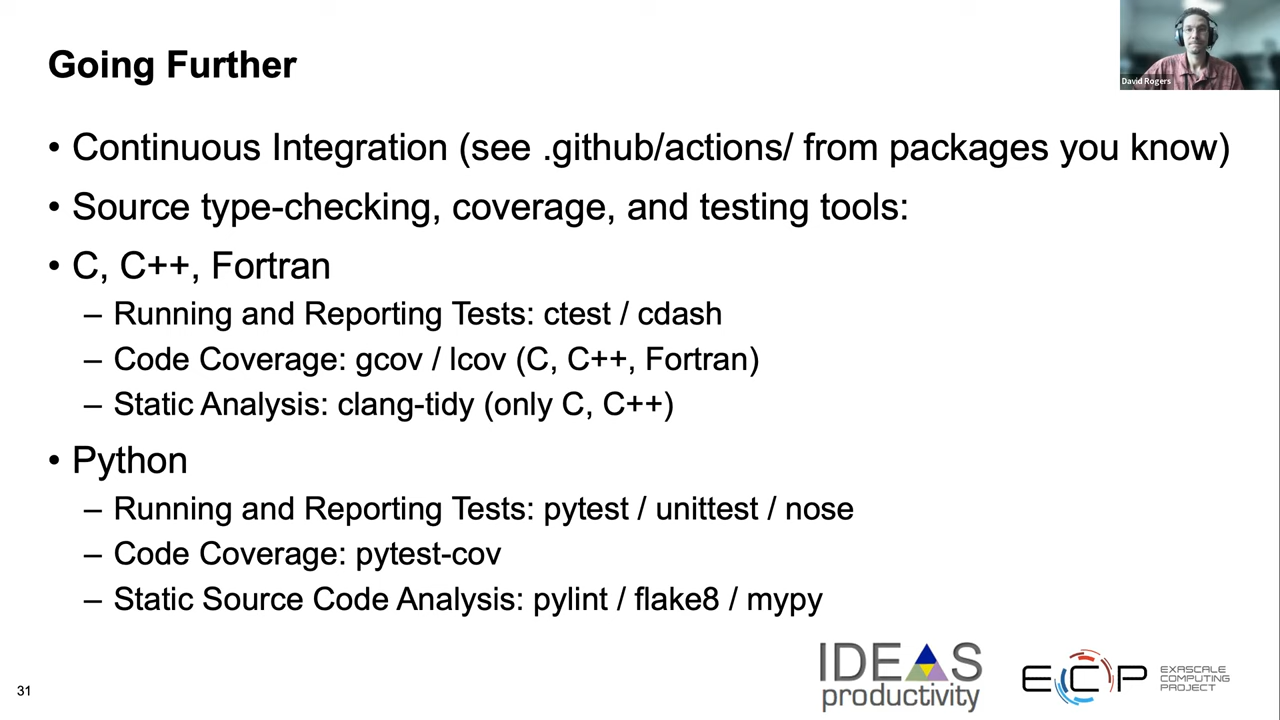 Going Further
David Rogers
• Continuous Integration (see .github/actions/ from packages you know)
• Source type-checking, coverage, and testing tools:
• C, C++, Fortran
– Running and Reporting Tests: ctest / cdash
– Code Coverage: gcov / lcov (C, C++, Fortran)
– Static Analysis: clang-tidy (only C, C++)
• Python
– Running and Reporting Tests: pytest / unittest / nose
– Code Coverage: pytest-cov
– Static Source Code Analysis: pylint / flake8 / mypy
31
IDEAS
productivity
ECP
EXASCALE
COMPUTING
PROJECT